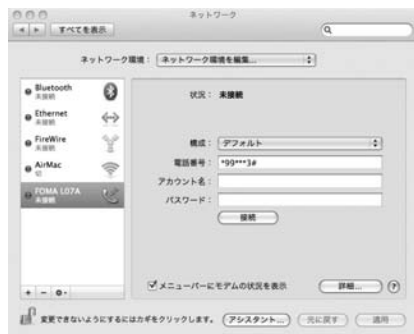 ネットワーク
すべてを表示
ネットワーク環境：ネットワーク環境を編集...
Bluetooth
未接続
Ethernet
未接続
FireWire
未接続
AirMac
切
FOMA L07A
未接続
状況：未接続
構成：デフォルト
電話番号：*99***3#
アカウント名：
パスワード：
接続
メニューバーにモデムの状況を表示
詳細...
?
変更できないようにするにはカギをクリックします。
アシスタント...
元に戻す
適用